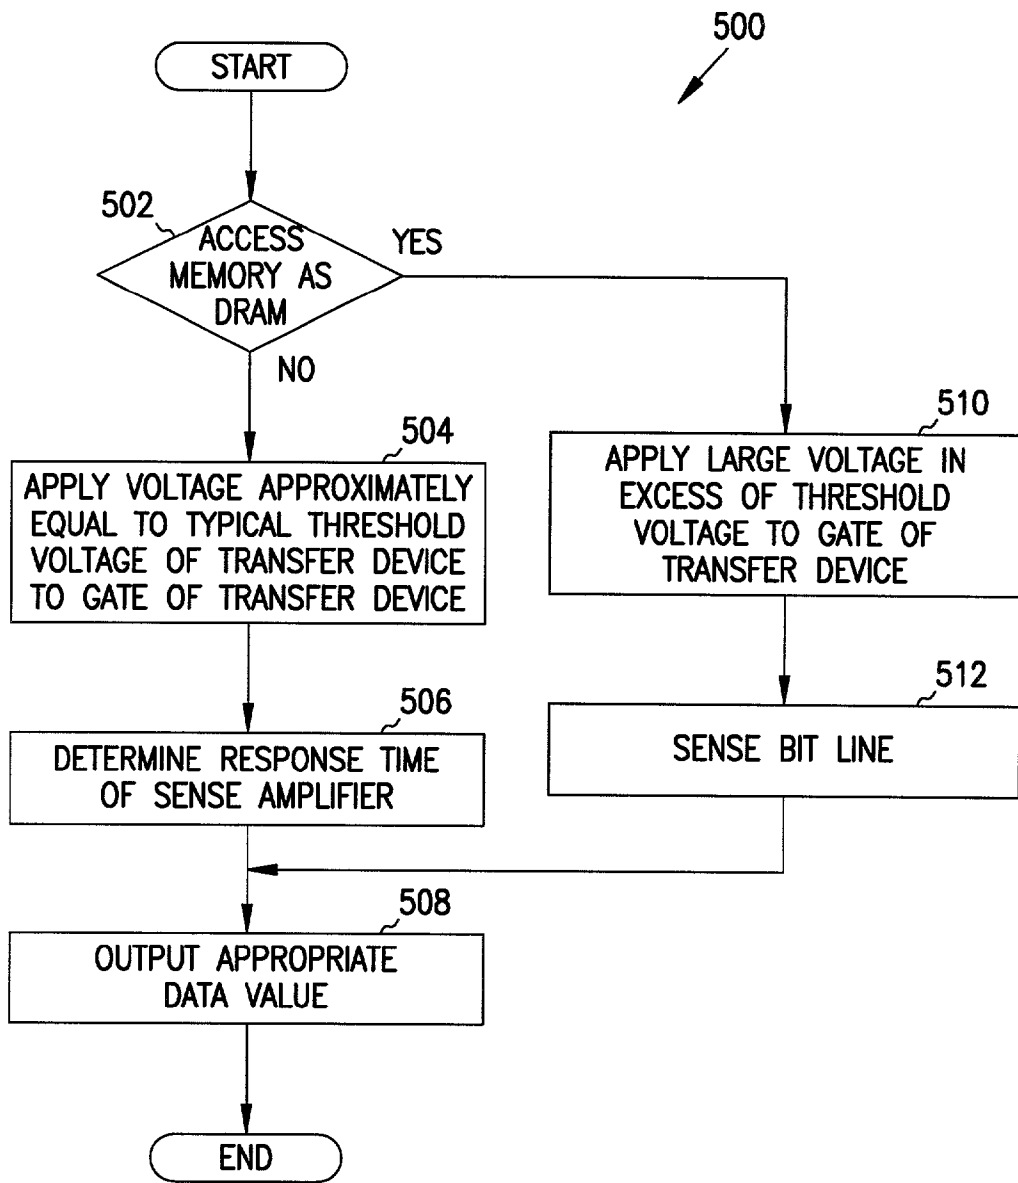 500
START
502
ACCESS
MEMORY AS
DRAM
YES
NO
504
APPLY VOLTAGE APPROXIMATELY
EQUAL TO TYPICAL THRESHOLD
VOLTAGE OF TRANSFER DEVICE
TO GATE OF TRANSFER DEVICE
510
APPLY LARGE VOLTAGE IN
EXCESS OF THRESHOLD
VOLTAGE TO GATE OF
TRANSFER DEVICE
506
DETERMINE RESPONSE TIME
OF SENSE AMPLIFIER
512
SENSE BIT LINE
508
OUTPUT APPROPRIATE
DATA VALUE
END